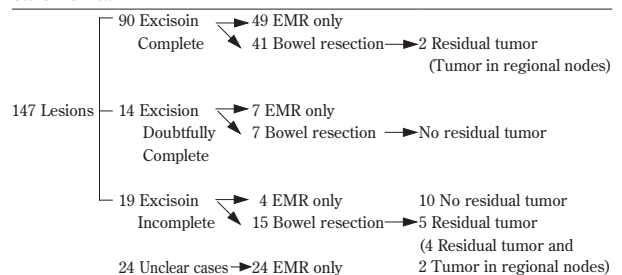 90 Excisoin 49 EMR only
Complete 41 Bowel resection 2 Residual tumor
(Tumor in regional nodes)
147 Lesions 14 Excision 7 EMR only
Doubtfully 7 Bowel resection No residual tumor
Complete
19 Excisoin 4 EMR only 10 No residual tumor
Incomplete 15 Bowel resection 5 Residual tumor
(4 Residual tumor and
24 Unclear cases 24 EMR only 2 Tumor in regional nodes)